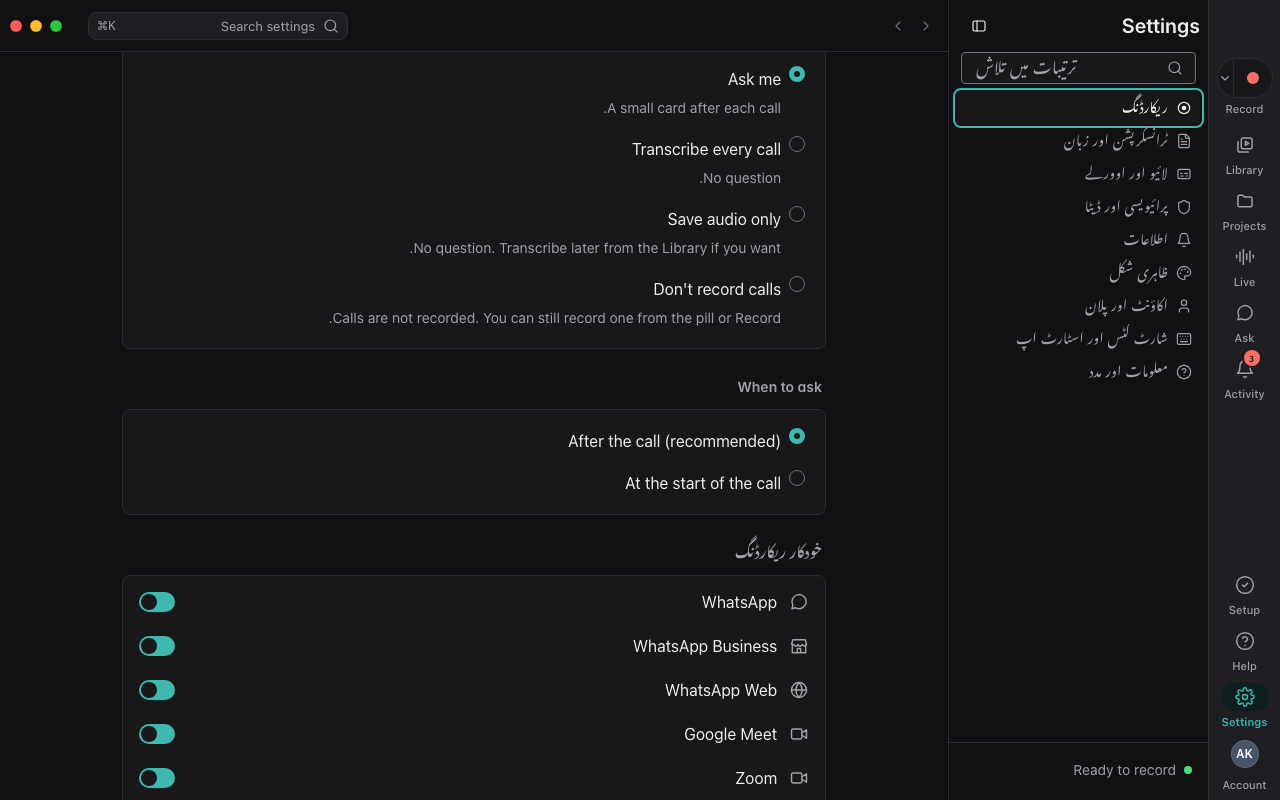 ⌘K
Search settings
Ask me
.A small card after each call
Transcribe every call
.No question
Save audio only
.No question. Transcribe later from the Library if you want
Don't record calls
.Calls are not recorded. You can still record one from the pill or Record
When to ask
After the call (recommended)
At the start of the call
خودکار ریکارڈنگ
WhatsApp
WhatsApp Business
WhatsApp Web
Google Meet
Zoom
Settings
ترتیبات میں تلاش
ریکارڈنگ
ٹرانسکرپشن اور زبان
لائیو اور اوورلے
پرائیویسی اور ڈیٹا
اطلاعات
ظاہری شکل
اکاؤنٹ اور پلان
شارٹ کٹس اور اسٹارٹ اپ
معلومات اور مدد
Ready to record
Record
Library
Projects
Live
Ask
3
Activity
Setup
Help
Settings
AK
Account